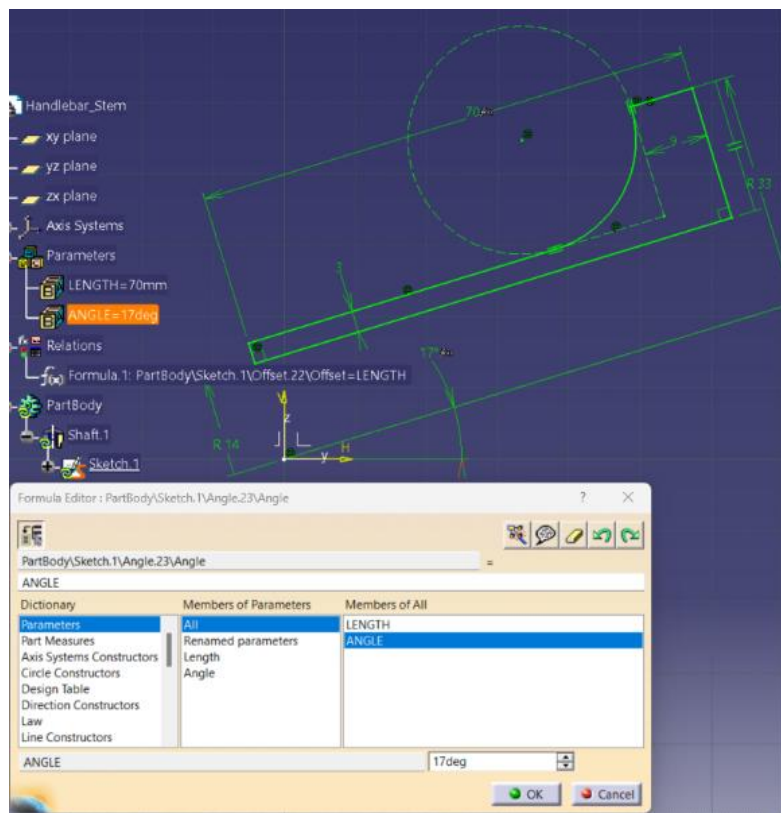 Handlebar_Stem
xy plane
yz plane
zx plane
Axis Systems
Parameters
LENGTH=70mm
ANGLE=17deg
Relations
Formula.1: PartBody\Sketch.1\Offset.22\Offset=LENGTH
PartBody
Shaft.1
Sketch.1
70
9
R 33
3
17°
R 14
V
z
y
H
Formula Editor : PartBody\Sketch.1\Angle.23\Angle
?
PartBody\Sketch.1\Angle.23\Angle =
ANGLE
Dictionary Members of Parameters Members of All
Parameters All LENGTH
Part Measures Renamed parameters ANGLE
Axis Systems Constructors Length
Circle Constructors Angle
Design Table
Direction Constructors
Law
Line Constructors
ANGLE 17deg
OK Cancel